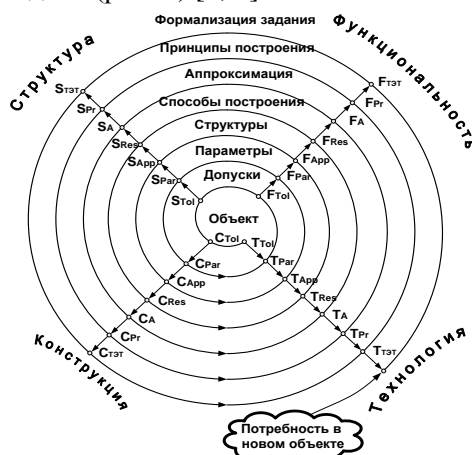 Формализация задания
Принципы построения
Аппроксимация
Способы построения
Структуры
Параметры
Допуски
Объект
Структура
Функциональность
Конструкция
Технология
SТЭТ
SPr
SA
SRes
SApp
SPar
STol
FТЭТ
FPr
FA
FRes
FApp
FPar
FTol
CTol
CPar
CApp
CRes
CA
CPr
CТЭТ
TTol
TPar
TApp
TRes
TA
TPr
TТЭТ
Потребность в
новом объекте